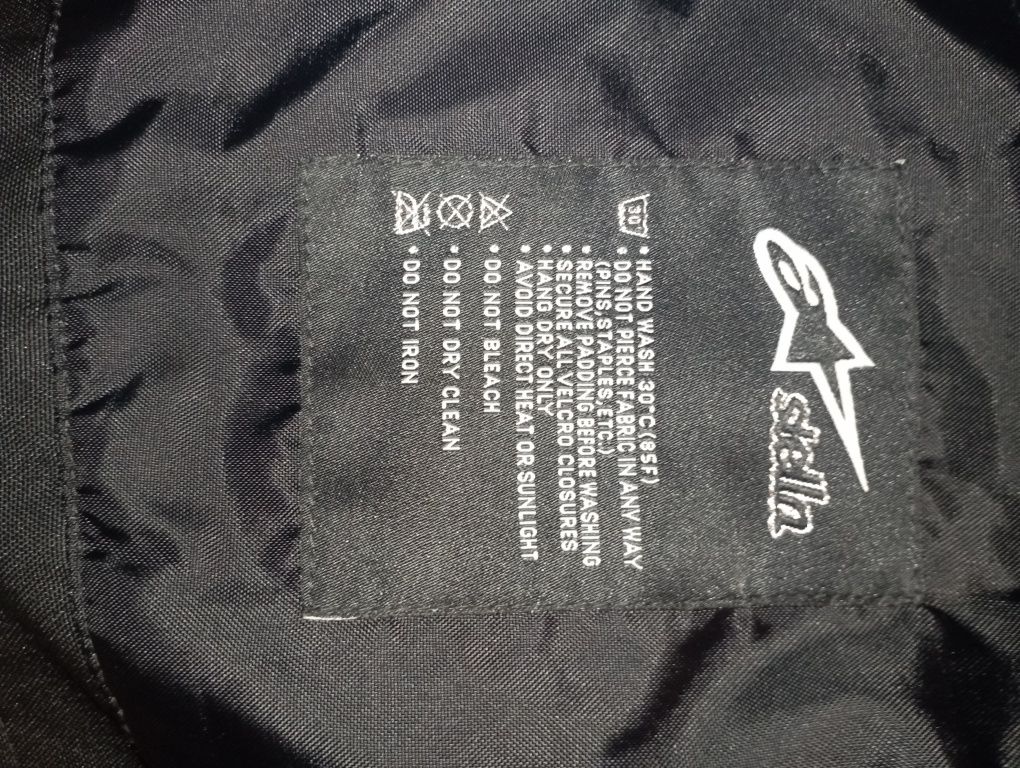 stella
• HAND WASH 30°C (85F)
30°
• DO NOT PIERCE FABRIC IN ANY WAY
(PINS, STAPLES, ETC.)
• REMOVE PADDING BEFORE WASHING
• SECURE ALL VELCRO CLOSURES
• HANG DRY ONLY
• AVOID DIRECT HEAT OR SUNLIGHT
• DO NOT BLEACH
• DO NOT DRY CLEAN
• DO NOT IRON